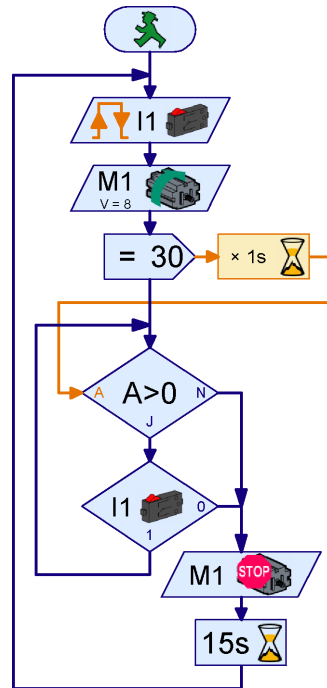 I1
M1
V = 8
= 30
× 1s
A>0
A
N
J
I1
0
1
M1
STOP
15s